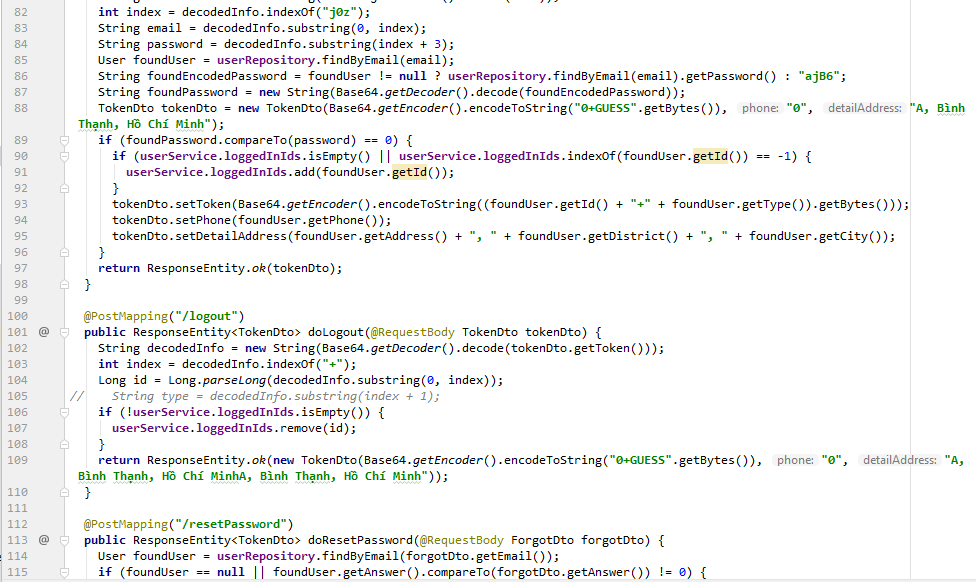 82 int index = decodedInfo.indexOf("j0z");
83 String email = decodedInfo.substring(0, index);
84 String password = decodedInfo.substring(index + 3);
85 User foundUser = userRepository.findByEmail(email);
86 String foundEncodedPassword = foundUser != null ? userRepository.findByEmail(email).getPassword() : "ajB6";
87 String foundPassword = new String(Base64.getDecoder().decode(foundEncodedPassword));
88 TokenDto tokenDto = new TokenDto(Base64.getEncoder().encodeToString("0+GUESS".getBytes()), phone: "0", detailAddress: "A, Bình
Thạnh, Hồ Chí Minh");
89 if (foundPassword.compareTo(password) == 0) {
90 if (userService.loggedInIds.isEmpty() || userService.loggedInIds.indexOf(foundUser.getId()) == -1) {
91 userService.loggedInIds.add(foundUser.getId());
92 }
93 tokenDto.setToken(Base64.getEncoder().encodeToString((foundUser.getId() + "+" + foundUser.getType()).getBytes()));
94 tokenDto.setPhone(foundUser.getPhone());
95 tokenDto.setDetailAddress(foundUser.getAddress() + ", " + foundUser.getDistrict() + ", " + foundUser.getCity());
96 }
97 return ResponseEntity.ok(tokenDto);
98 }
99
100 @PostMapping("/logout")
101 @ public ResponseEntity<TokenDto> doLogout(@RequestBody TokenDto tokenDto) {
102 String decodedInfo = new String(Base64.getDecoder().decode(tokenDto.getToken()));
103 int index = decodedInfo.indexOf("+");
104 Long id = Long.parseLong(decodedInfo.substring(0, index));
105 // String type = decodedInfo.substring(index + 1);
106 if (!userService.loggedInIds.isEmpty()) {
107 userService.loggedInIds.remove(id);
108 }
109 return ResponseEntity.ok(new TokenDto(Base64.getEncoder().encodeToString("0+GUESS".getBytes()), phone: "0", detailAddress: "A,
Bình Thạnh, Hồ Chí MinhA, Bình Thạnh, Hồ Chí Minh"));
110 }
111
112 @PostMapping("/resetPassword")
113 @ public ResponseEntity<TokenDto> doResetPassword(@RequestBody ForgotDto forgotDto) {
114 User foundUser = userRepository.findByEmail(forgotDto.getEmail());
115 if (foundUser == null || foundUser.getAnswer().compareTo(forgotDto.getAnswer()) != 0) {